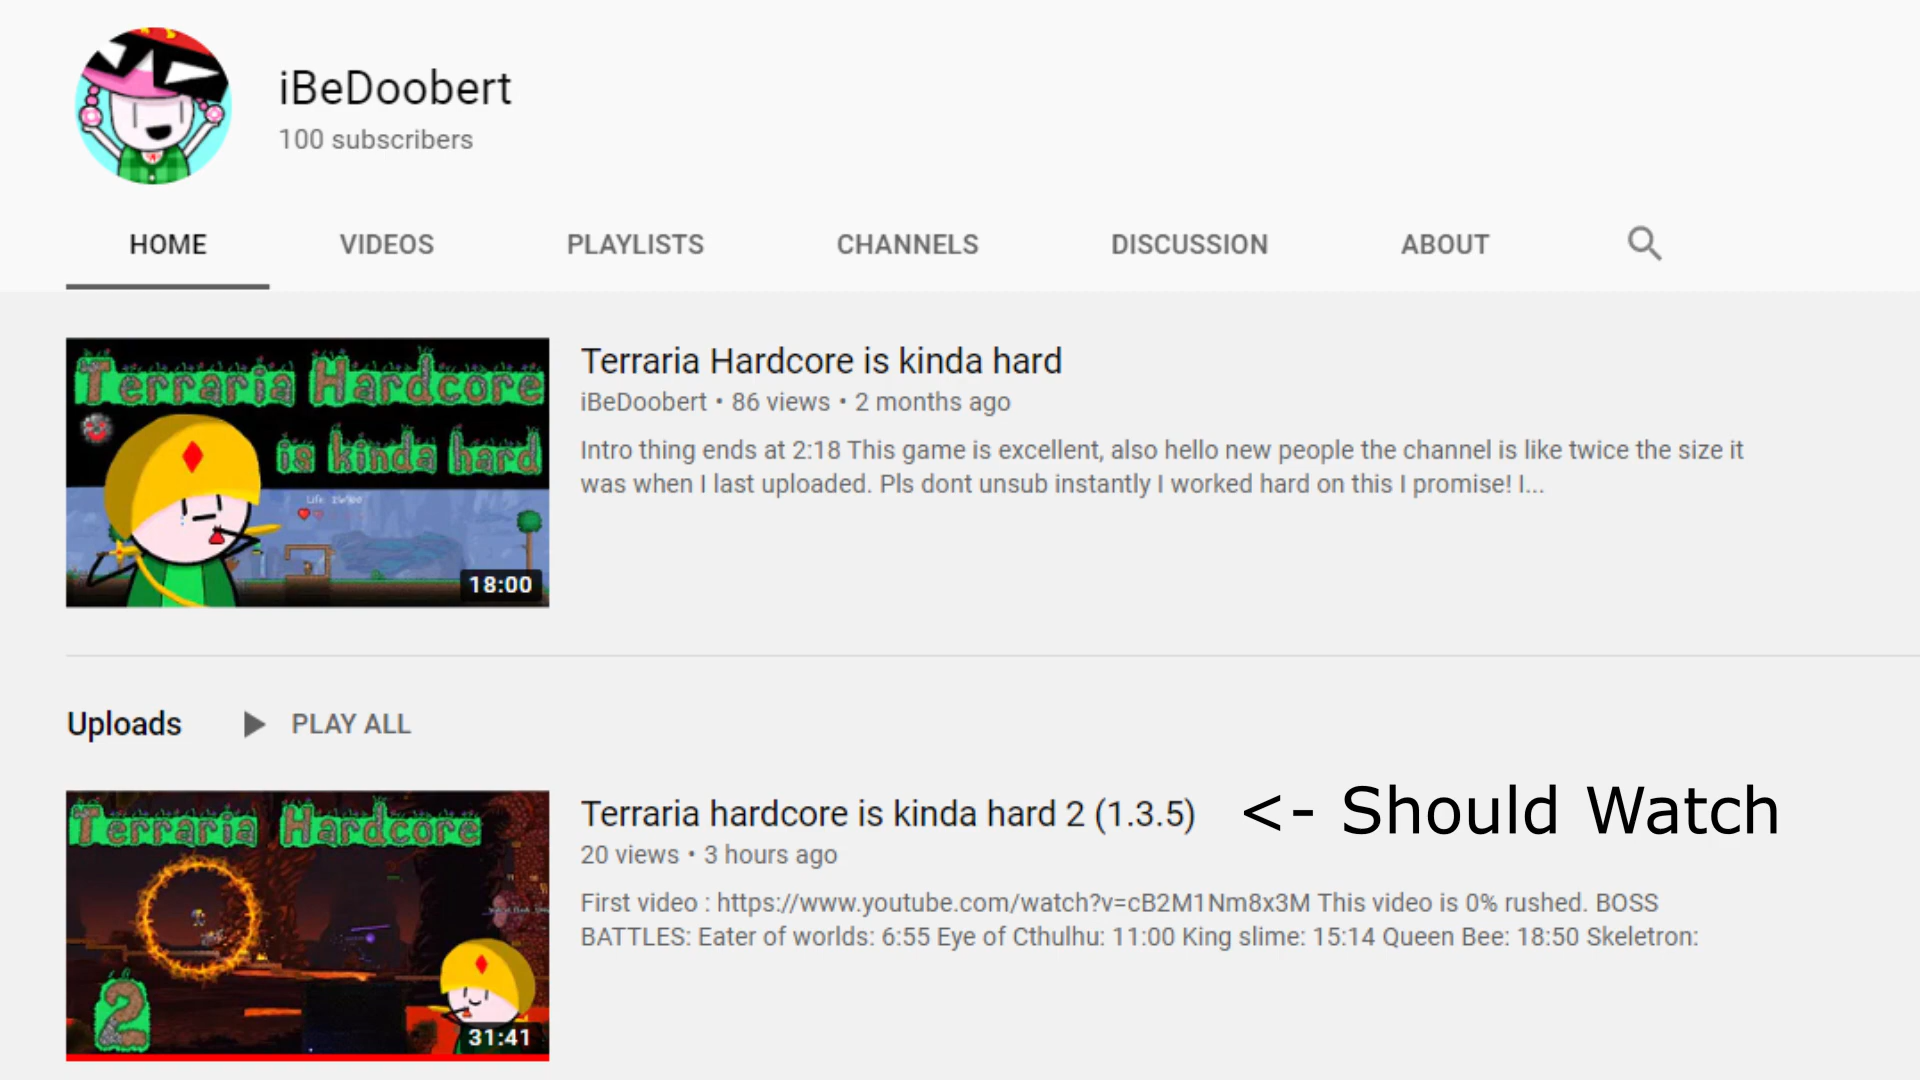 iBeDoobert
100 subscribers
HOME VIDEOS PLAYLISTS CHANNELS DISCUSSION ABOUT
Terraria Hardcore
is kinda hard
18:00
Terraria Hardcore is kinda hard
iBeDoobert • 86 views • 2 months ago
Intro thing ends at 2:18 This game is excellent, also hello new people the channel is like twice the size it
was when I last uploaded. Pls dont unsub instantly I worked hard on this I promise! I...
Uploads PLAY ALL
Terraria Hardcore
2
31:41
Terraria hardcore is kinda hard 2 (1.3.5) <- Should Watch
20 views • 3 hours ago
First video : https://www.youtube.com/watch?v=cB2M1Nm8x3M This video is 0% rushed. BOSS
BATTLES: Eater of worlds: 6:55 Eye of Cthulhu: 11:00 King slime: 15:14 Queen Bee: 18:50 Skeletron: